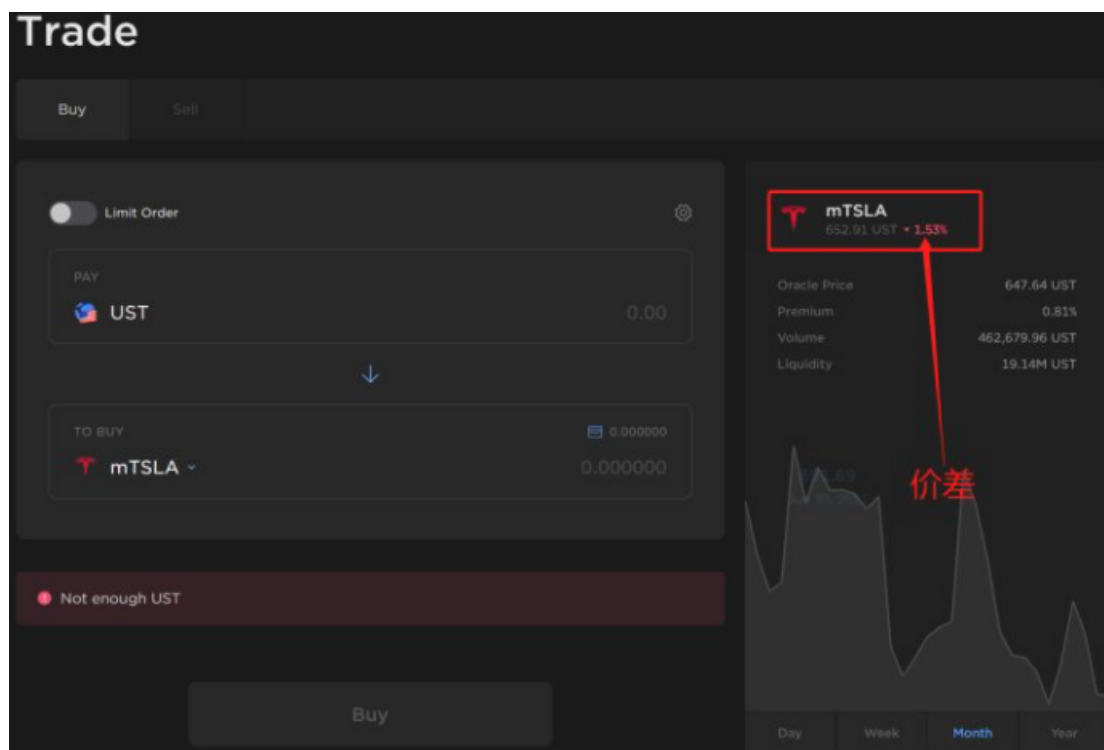 Trade
Buy
Sell
Limit Order
PAY
UST
0.00
TO BUY
0.000000
mTSLA
0.000000
Not enough UST
Buy
mTSLA
652.91 UST ▾ 1.53%
Oracle Price 647.64 UST
Premium 0.81%
Volume 462,679.96 UST
Liquidity 19.14M UST
价差
Day Week Month Year